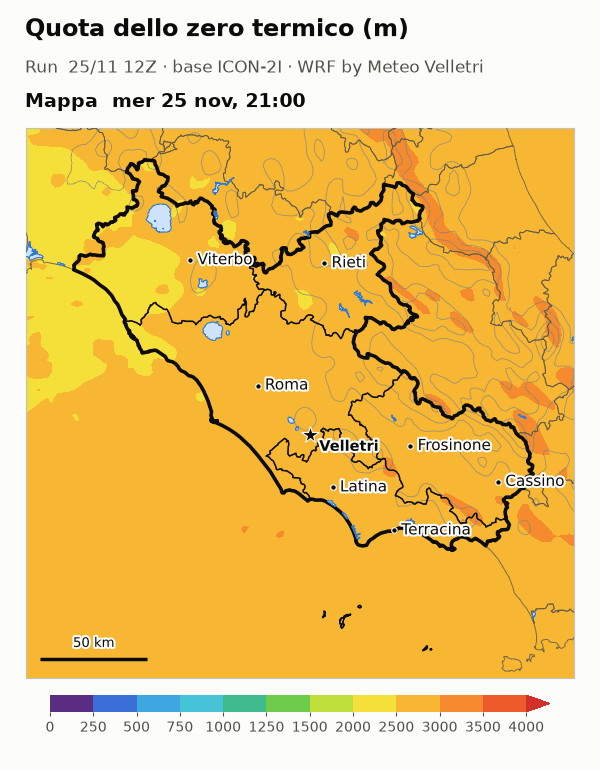 Quota dello zero termico (m)
Run  25/11 12Z · base ICON-2I · WRF by Meteo Velletri
Mappa  mer 25 nov, 21:00
Viterbo
Rieti
Roma
Velletri
Frosinone
Cassino
Latina
Terracina
50 km
0 250 500 750 1000 1250 1500 2000 2500 3000 3500 4000